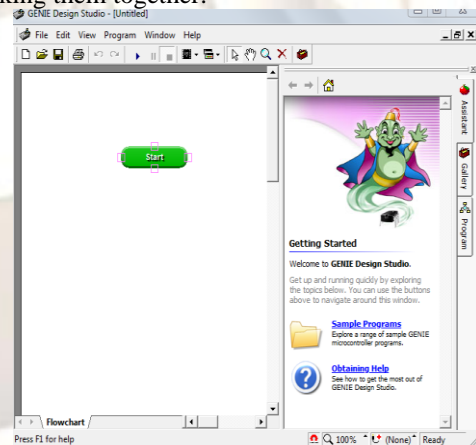 king them together.
GENIE Design Studio - [Untitled]
File Edit View Program Window Help
Start
Assistant
Gallery
Program
Getting Started
Welcome to GENIE Design Studio.
Get up and running quickly by exploring
the topics below. You can use the buttons
above to navigate around this window.
Sample Programs
Explore a range of sample GENIE
microcontroller programs.
Obtaining Help
See how to get the most out of
GENIE Design Studio.
Flowchart
Press F1 for help
100%
(None)
Ready